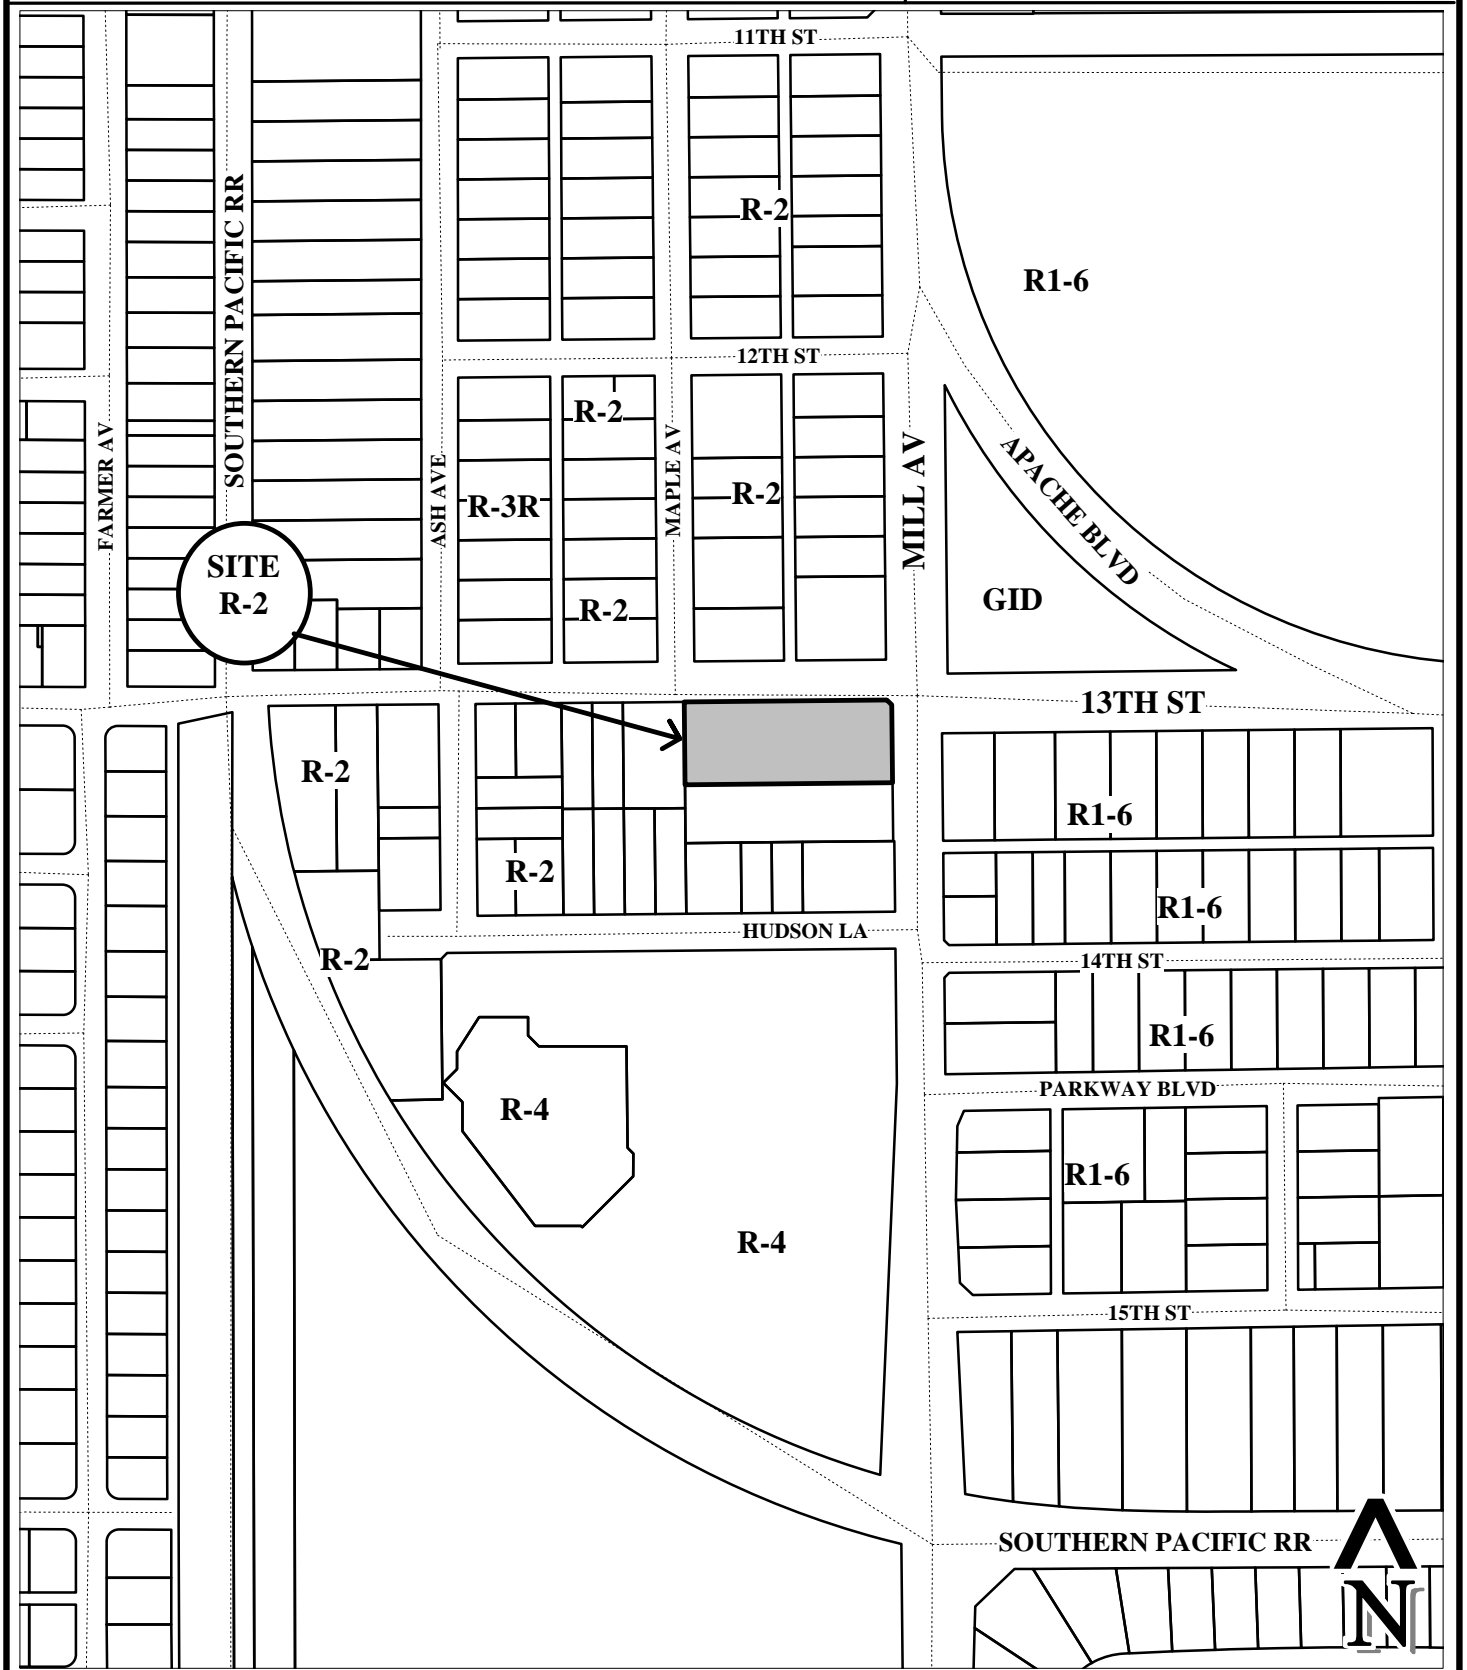 11TH ST
R-2
R1-6
SOUTHERN PACIFIC RR
12TH ST
R-2
FARMER AV
ASH AVE
MAPLE AV
MILL AV
APACHE BLVD
R-3R
R-2
SITE
R-2
R-2
GID
13TH ST
R-2
R1-6
R-2
R1-6
HUDSON LA
R-2
14TH ST
R1-6
PARKWAY BLVD
R-4
R1-6
R-4
15TH ST
SOUTHERN PACIFIC RR
N